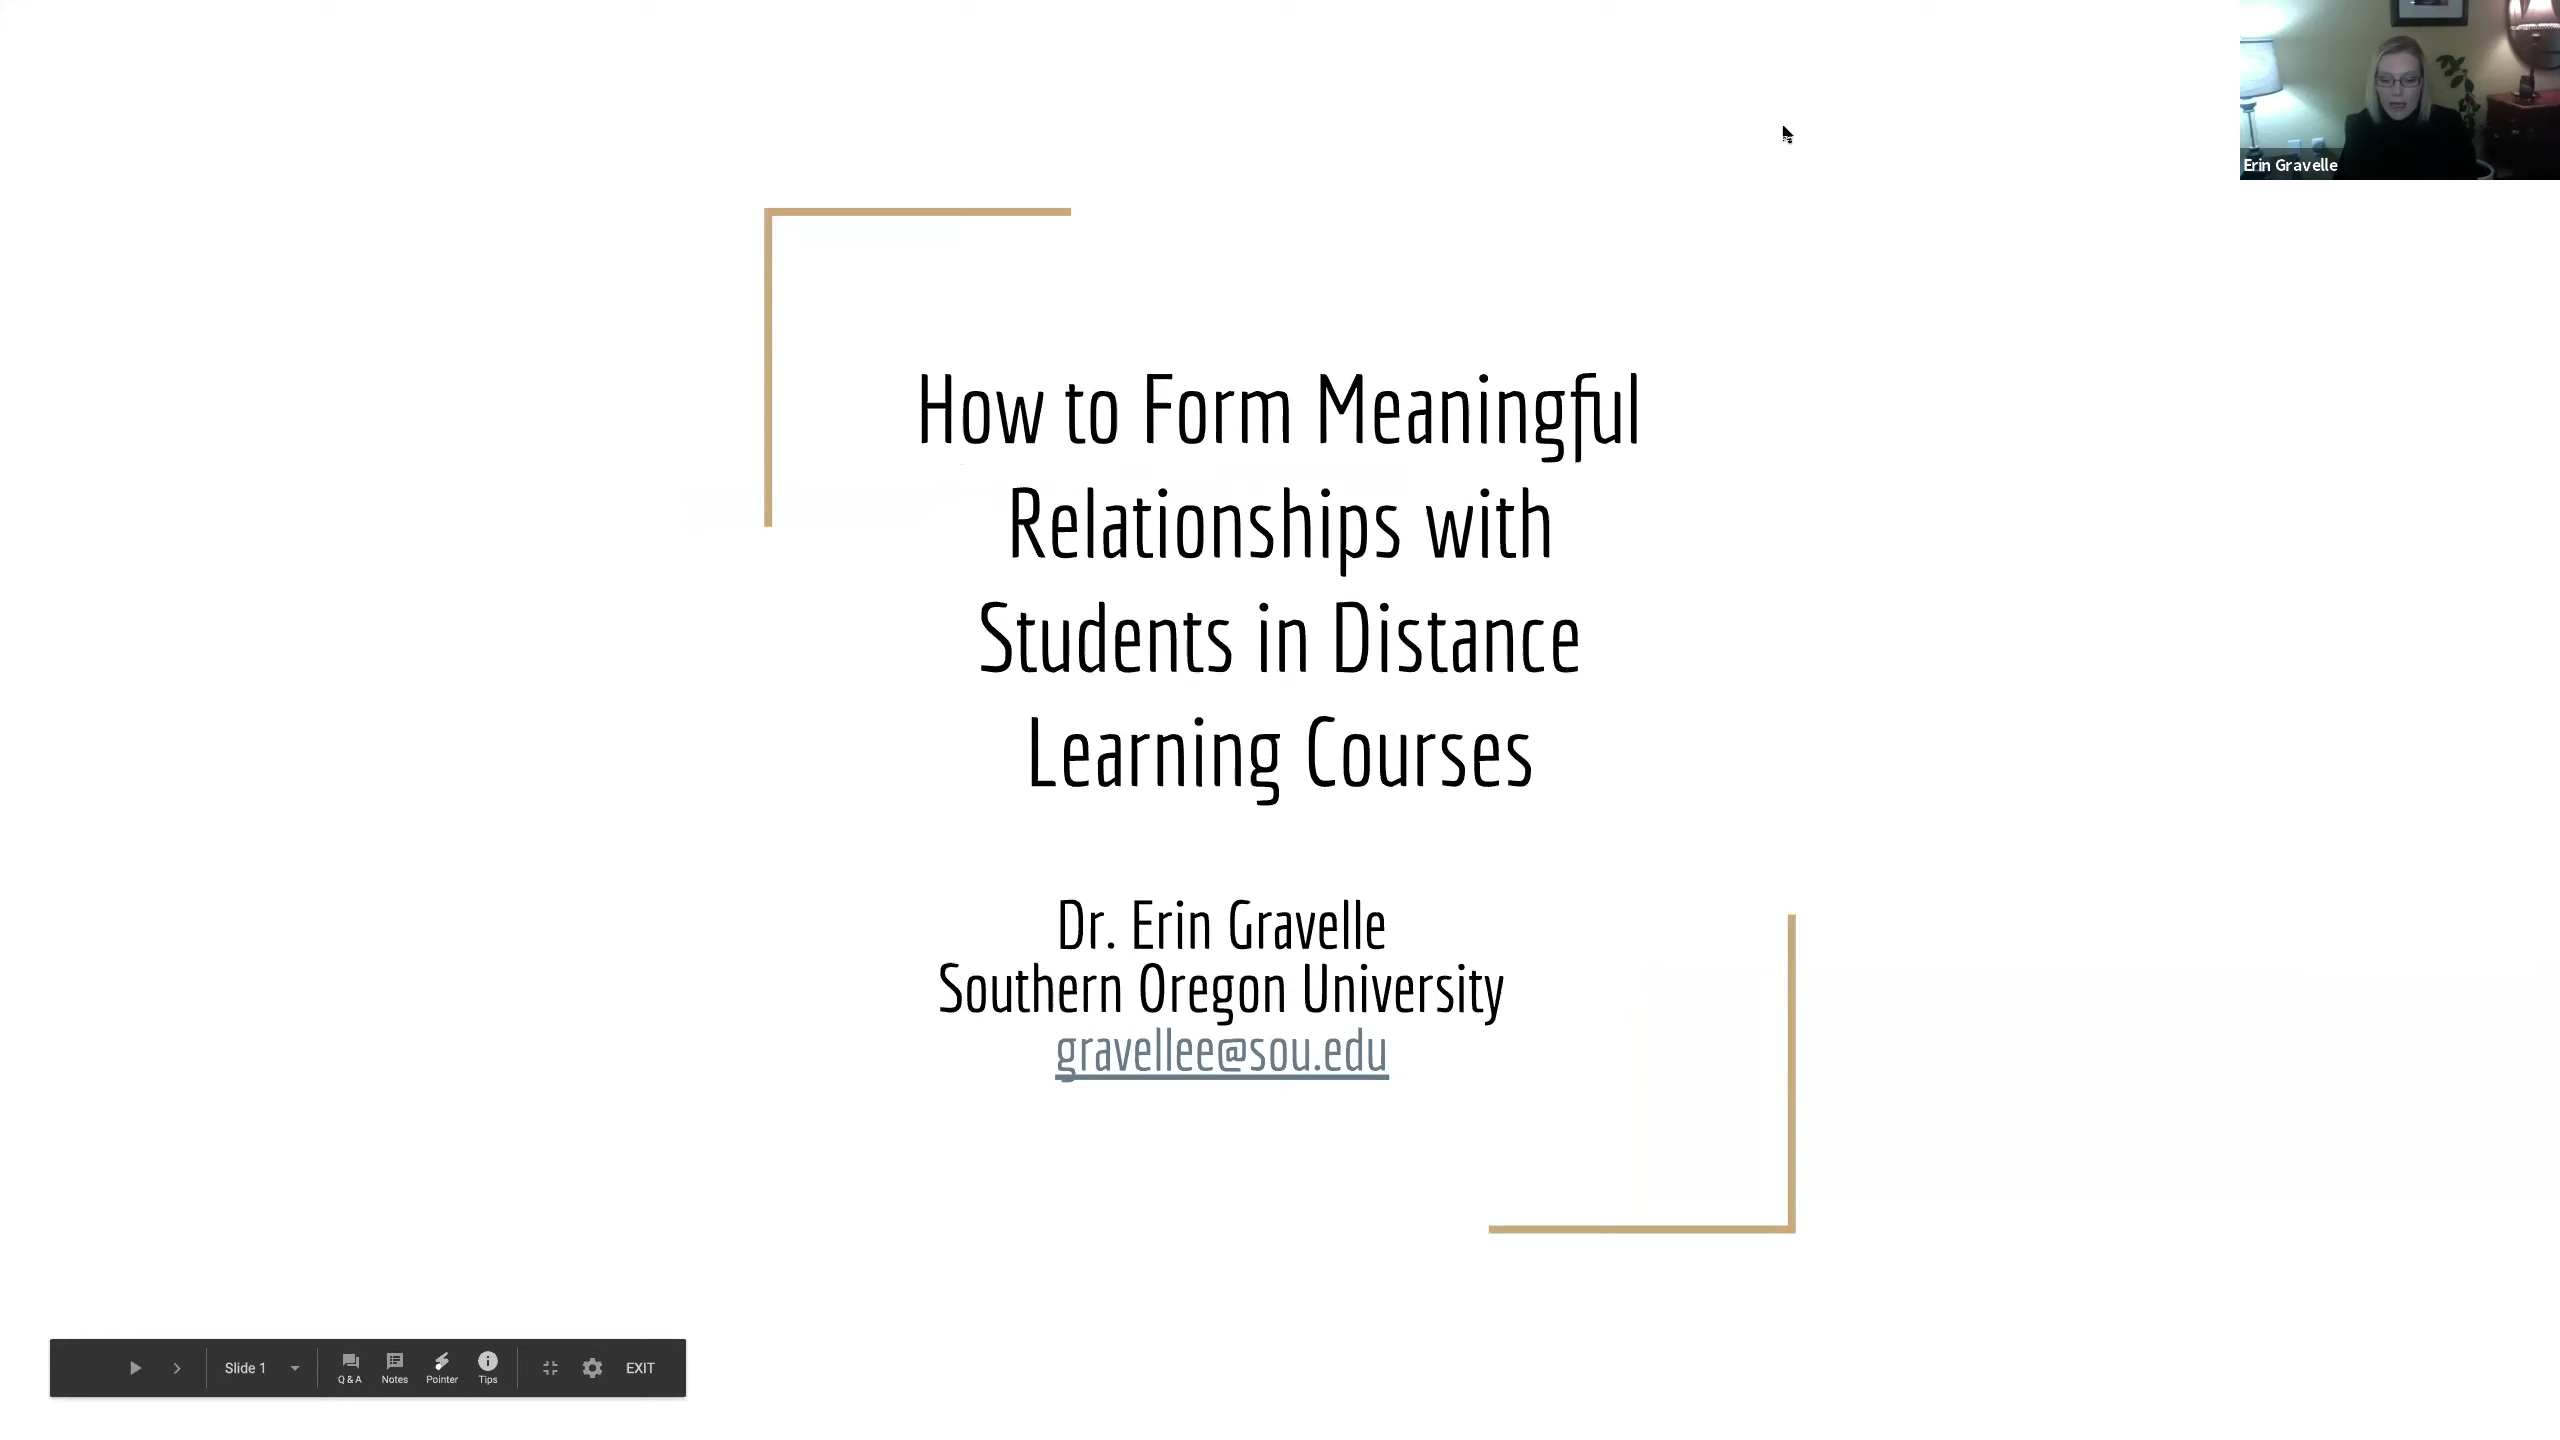 Erin Gravelle
How to Form Meaningful
Relationships with
Students in Distance
Learning Courses
Dr. Erin Gravelle
Southern Oregon University
gravellee@sou.edu
Slide 1
Q & A
Notes
Pointer
Tips
EXIT